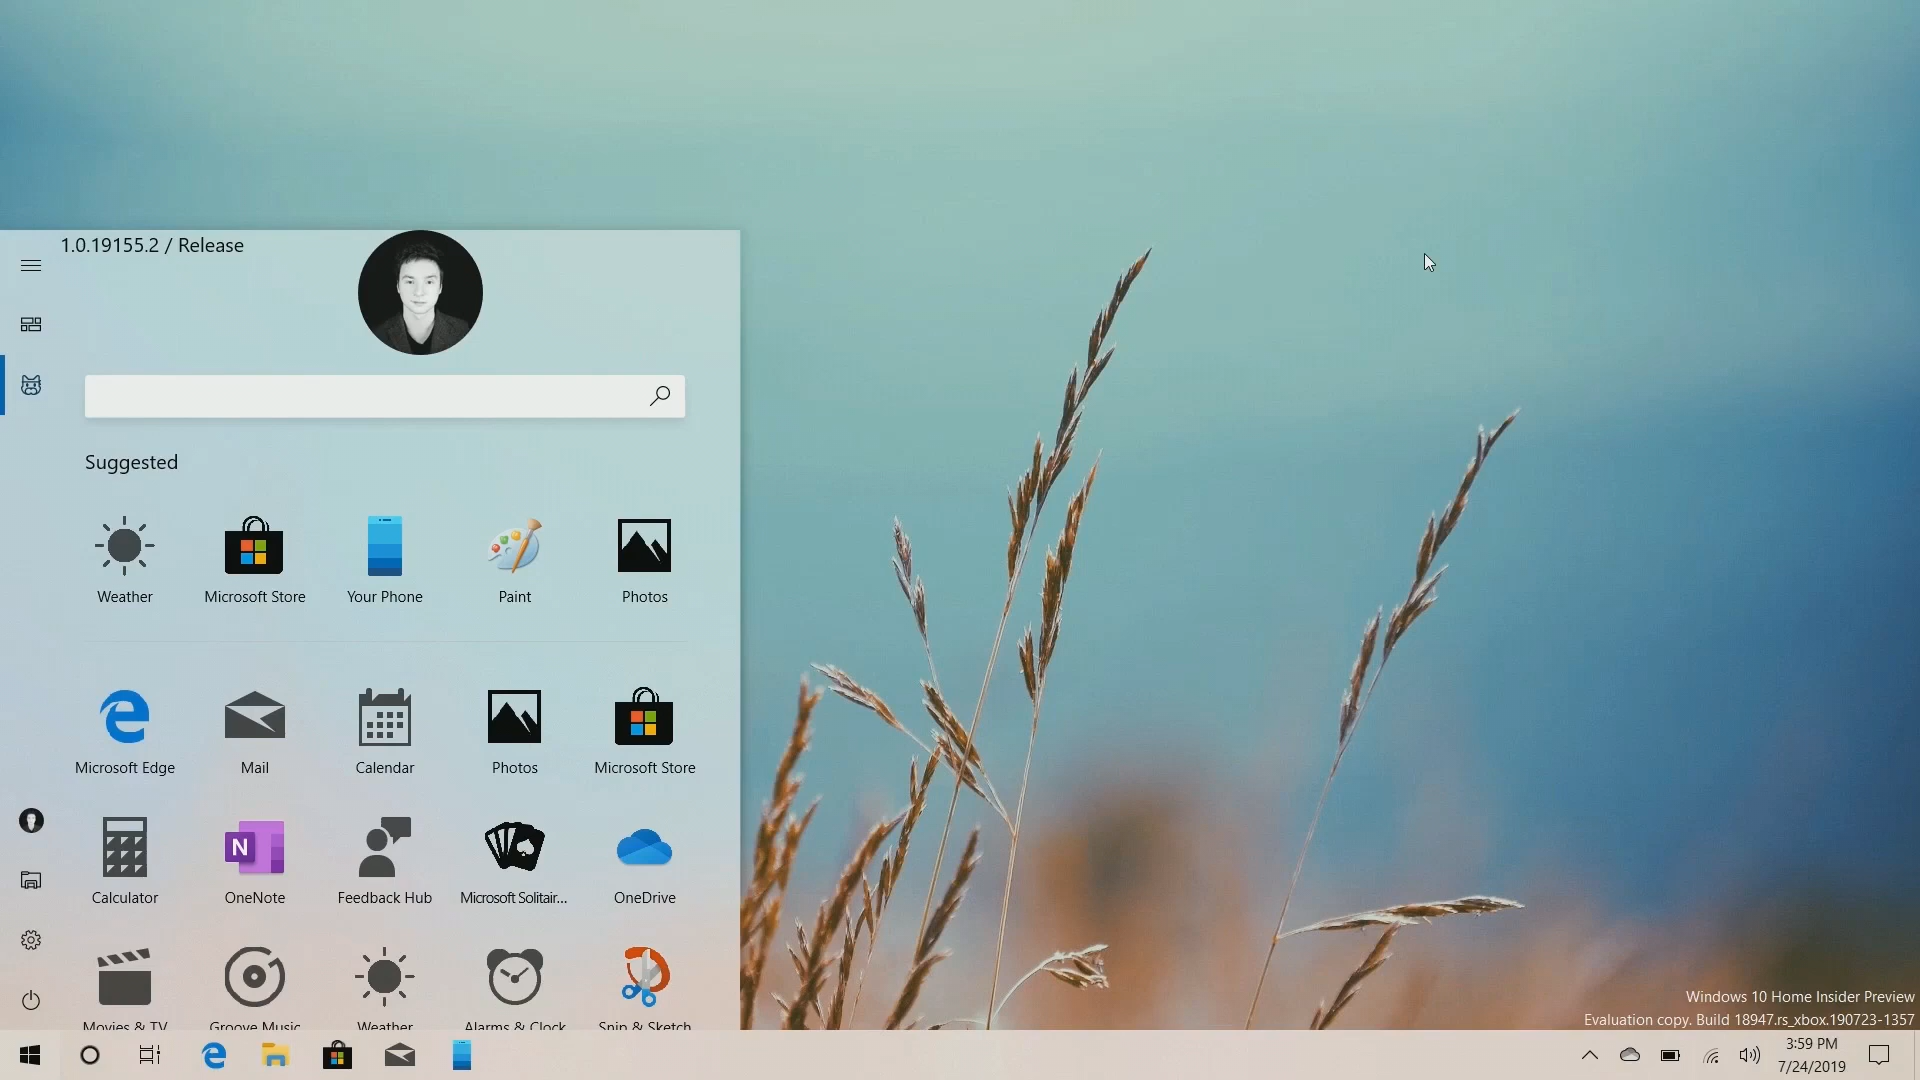 1.0.19155.2 / Release
Suggested
Weather
Microsoft Store
Your Phone
Paint
Photos
Microsoft Edge
Mail
Calendar
Photos
Microsoft Store
Calculator
OneNote
Feedback Hub
Microsoft Solitair...
OneDrive
Movies & TV
Groove Music
Weather
Alarms & Clock
Snip & Sketch
Windows 10 Home Insider Preview
Evaluation copy. Build 18947.rs_xbox.190723-1357
3:59 PM
7/24/2019